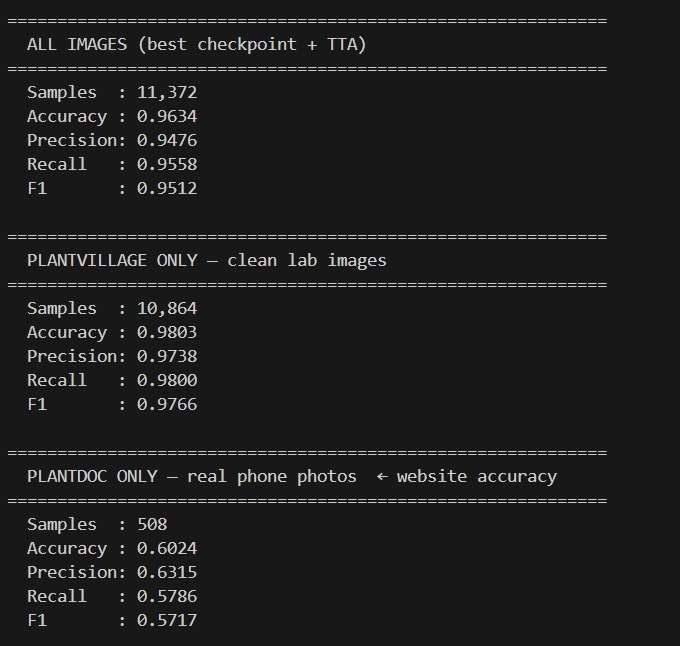 ============================================================
ALL IMAGES (best checkpoint + TTA)
============================================================
Samples : 11,372
Accuracy : 0.9634
Precision: 0.9476
Recall : 0.9558
F1 : 0.9512
============================================================
PLANTVILLAGE ONLY — clean lab images
============================================================
Samples : 10,864
Accuracy : 0.9803
Precision: 0.9738
Recall : 0.9800
F1 : 0.9766
============================================================
PLANTDOC ONLY — real phone photos ← website accuracy
============================================================
Samples : 508
Accuracy : 0.6024
Precision: 0.6315
Recall : 0.5786
F1 : 0.5717